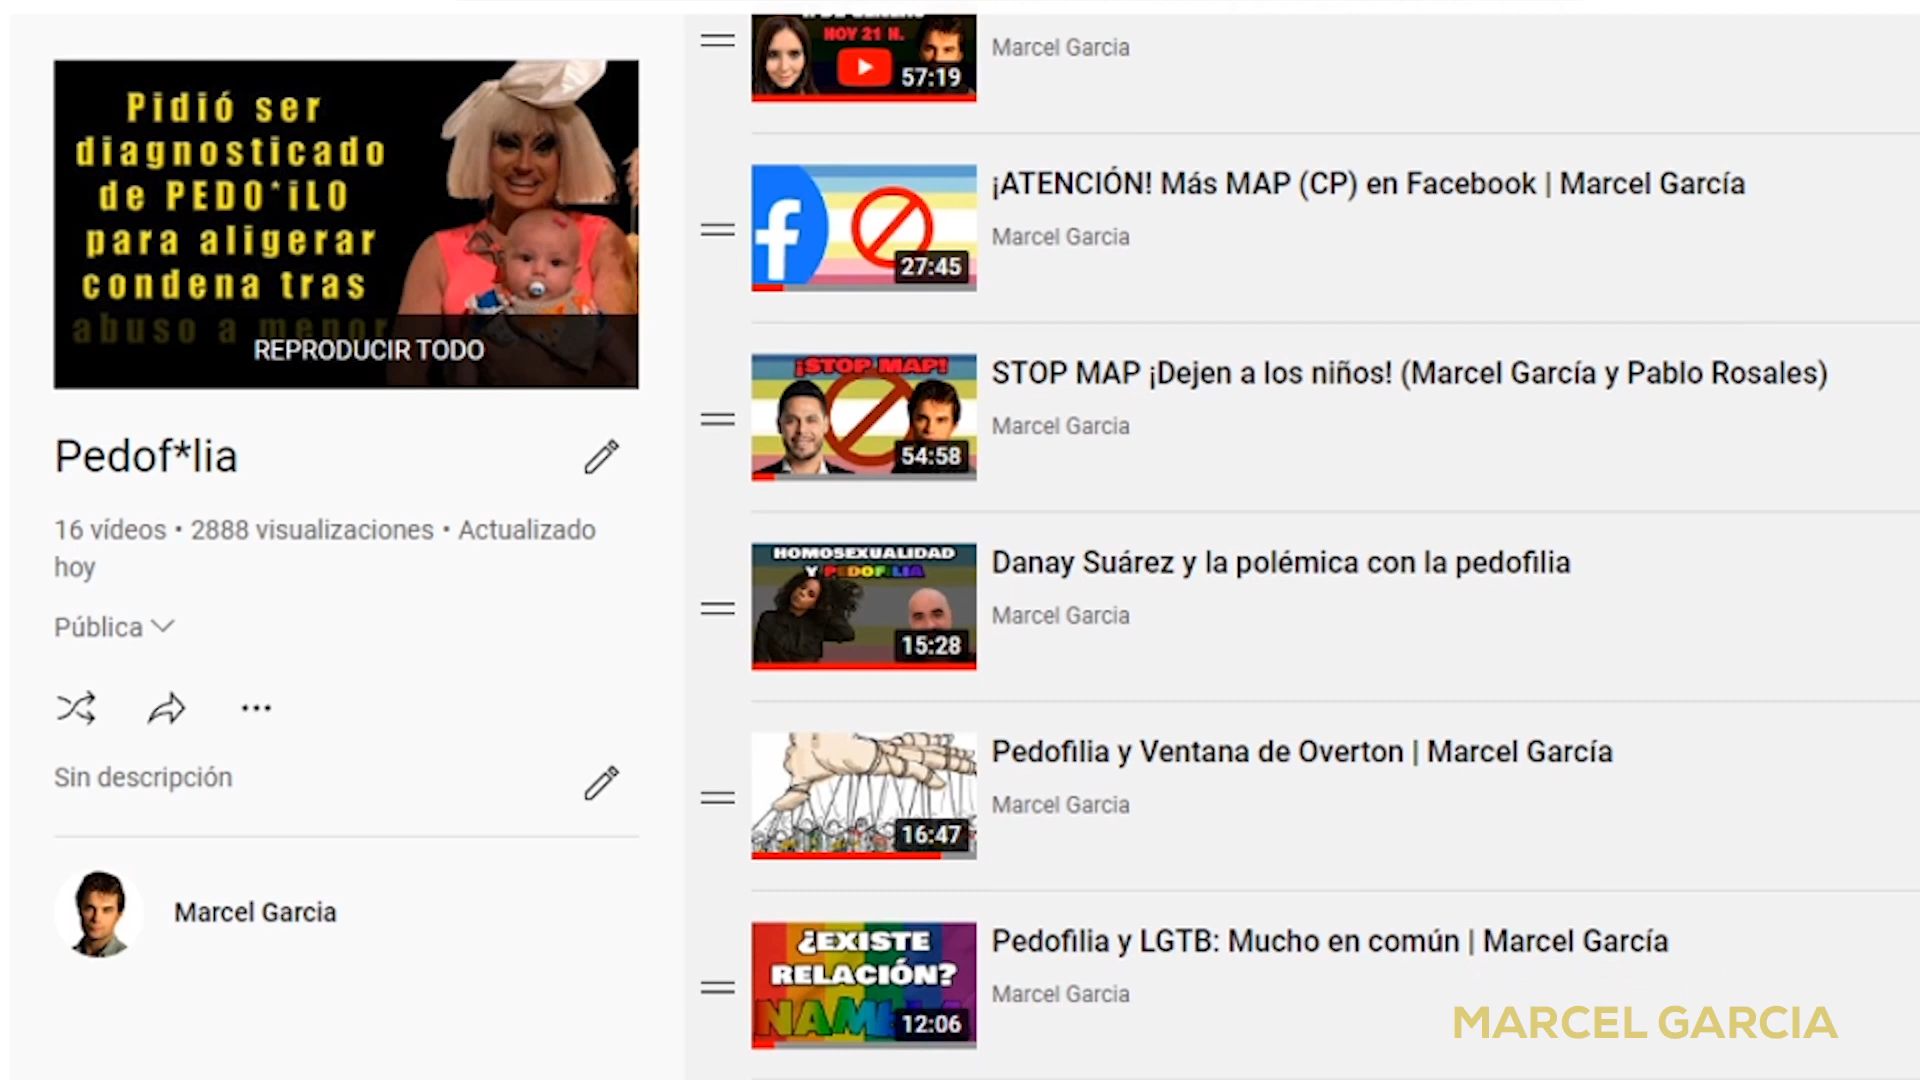 Pidió ser
diagnosticado
de PEDO*iLO
para aligerar
condena tras
abuso a menor
REPRODUCIR TODO
Pedof*lia
16 vídeos • 2888 visualizaciones • Actualizado
hoy
Pública
Sin descripción
Marcel Garcia
HOY 21 H.
57:19
Marcel Garcia
27:45
¡ATENCIÓN! Más MAP (CP) en Facebook | Marcel García
Marcel Garcia
¡STOP MAP!
54:58
STOP MAP ¡Dejen a los niños! (Marcel García y Pablo Rosales)
Marcel Garcia
HOMOSEXUALIDAD
Y PEDOFILIA
15:28
Danay Suárez y la polémica con la pedofilia
Marcel Garcia
16:47
Pedofilia y Ventana de Overton | Marcel García
Marcel Garcia
¿EXISTE
RELACIÓN?
12:06
Pedofilia y LGTB: Mucho en común | Marcel García
Marcel Garcia
MARCEL GARCIA